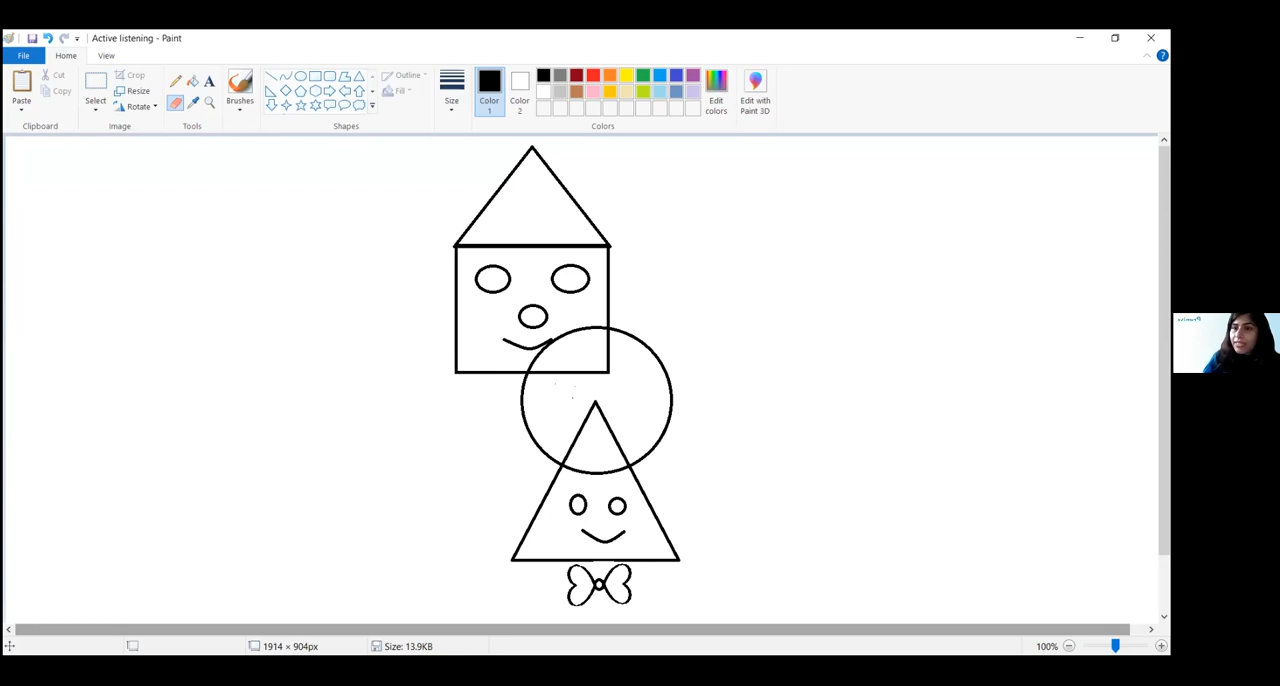 Active listening - Paint
File Home View
Paste
Cut
Copy
Clipboard
Select
Crop
Resize
Rotate
Image
A
Tools
Brushes
Shapes
Outline
Fill
Size
Color 1
Color 2
Edit colors
Edit with Paint 3D
Colors
1914 × 904px
Size: 13.9KB
100%